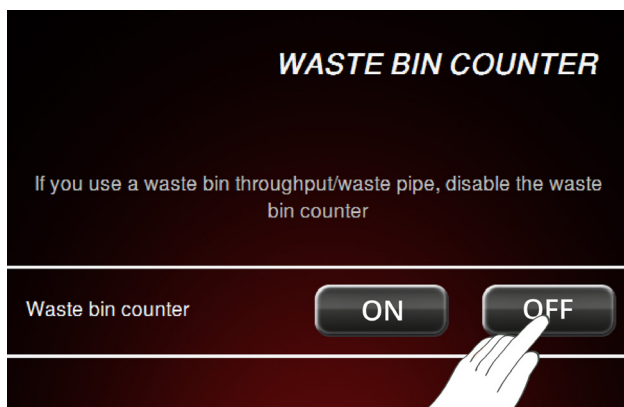 WASTE BIN COUNTER
If you use a waste bin throughput/waste pipe, disable the waste
bin counter
Waste bin counter ON OFF